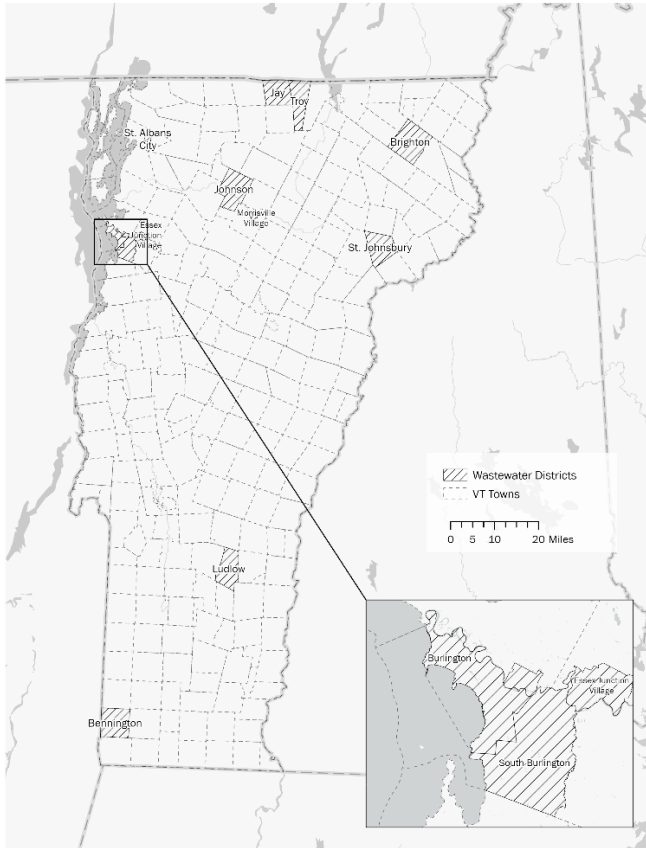 Jay
Troy
St. Albans
City
Brighton
Johnson
Morrisville
Village
Essex
Junction
Village
St. Johnsbury
Wastewater Districts
VT Towns
0 5 10 20 Miles
Ludlow
Burlington
Essex Junction
Village
South Burlington
Bennington